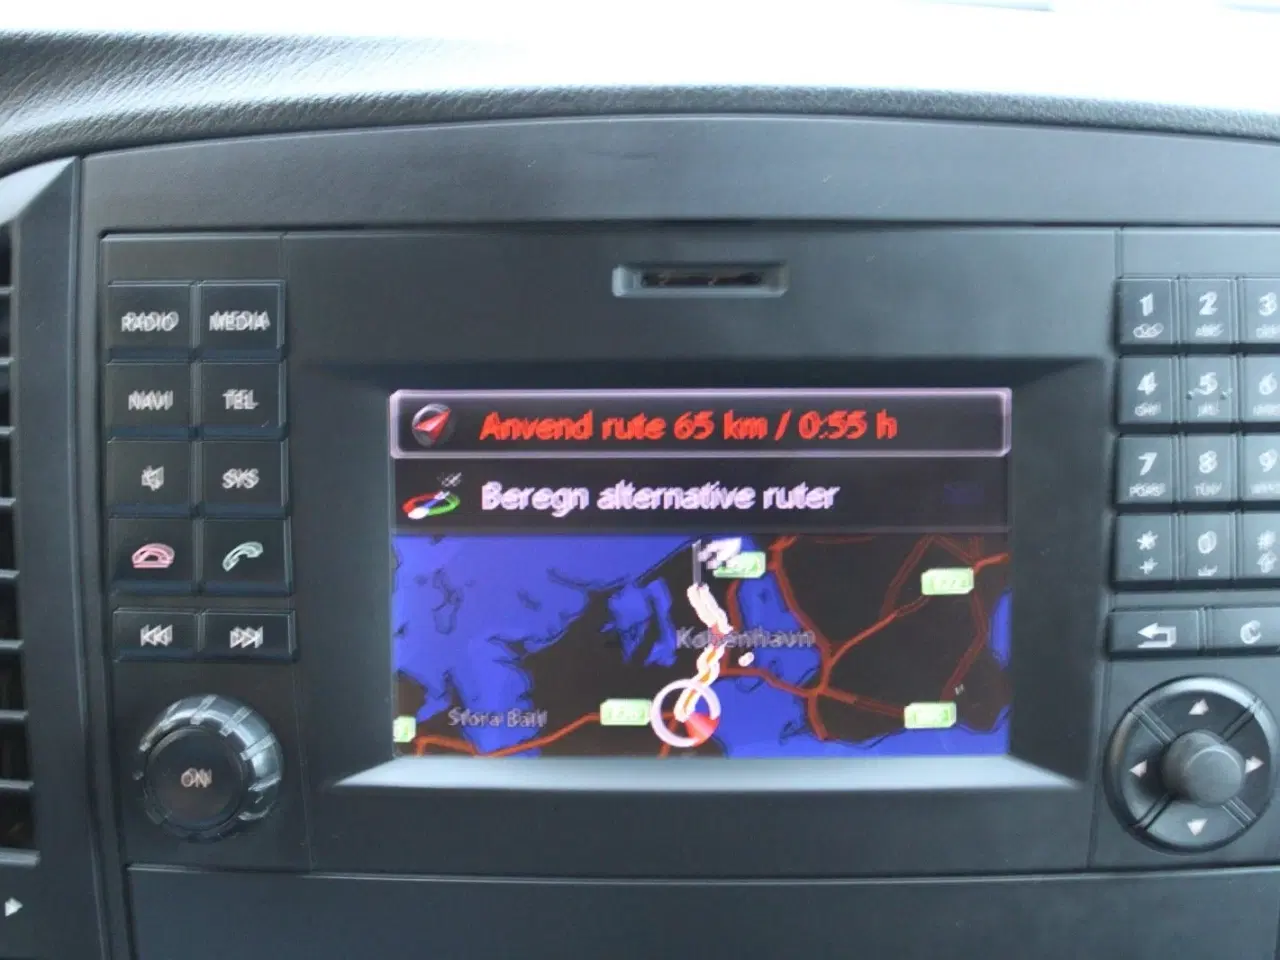 RADIO MEDIA
NAVI TEL
SYS
ON
Anvend rute 65 km / 0:55 h
Beregn alternative ruter
København
Stora Bält
1 2 3
ABC
4 5 6
GHI JKL
7 8 9
PQRS TUV
* 0 #
C